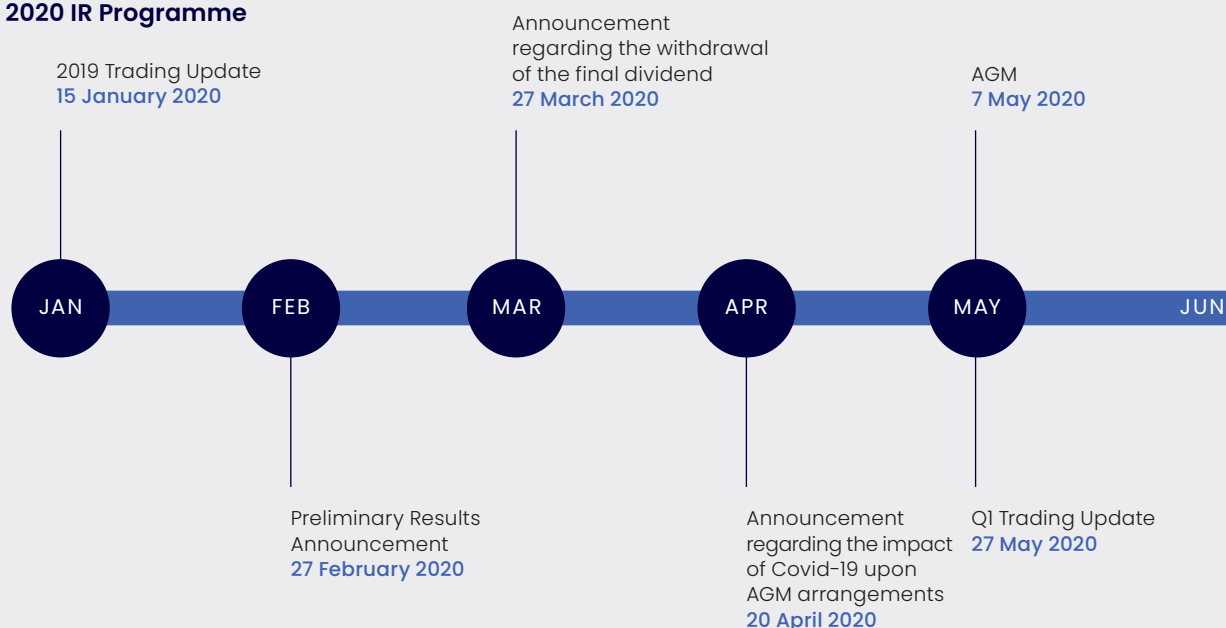 2020 IR Programme
2019 Trading Update
15 January 2020
Announcement
regarding the withdrawal
of the final dividend
27 March 2020
AGM
7 May 2020
JAN
FEB
MAR
APR
MAY
JUN
Preliminary Results
Announcement
27 February 2020
Announcement
regarding the impact
of Covid-19 upon
AGM arrangements
20 April 2020
Q1 Trading Update
27 May 2020